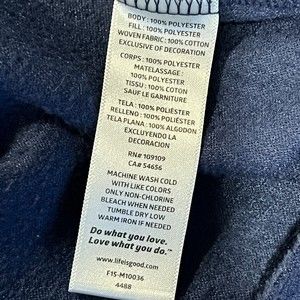 BODY : 100% POLYESTER
FILL : 100% POLYESTER
WOVEN FABRIC : 100% COTTON
EXCLUSIVE OF DECORATION
CORPS : 100% POLYESTER
MATELASSAGE :
100% POLYESTER
TISSU : 100% COTON
SAUF LE GARNITURE
TELA : 100% POLIÉSTER
RELLENO : 100% POLIÉSTER
TELA PLANA : 100% ALGODON
EXCLUYENDO LA
DECORACION
RN# 109109
CA# 54656
MACHINE WASH COLD
WITH LIKE COLORS
ONLY NON-CHLORINE
BLEACH WHEN NEEDED
TUMBLE DRY LOW
WARM IRON IF NEEDED
Do what you love.
Love what you do.™
www.lifeisgood.com
F15-M10036
4488